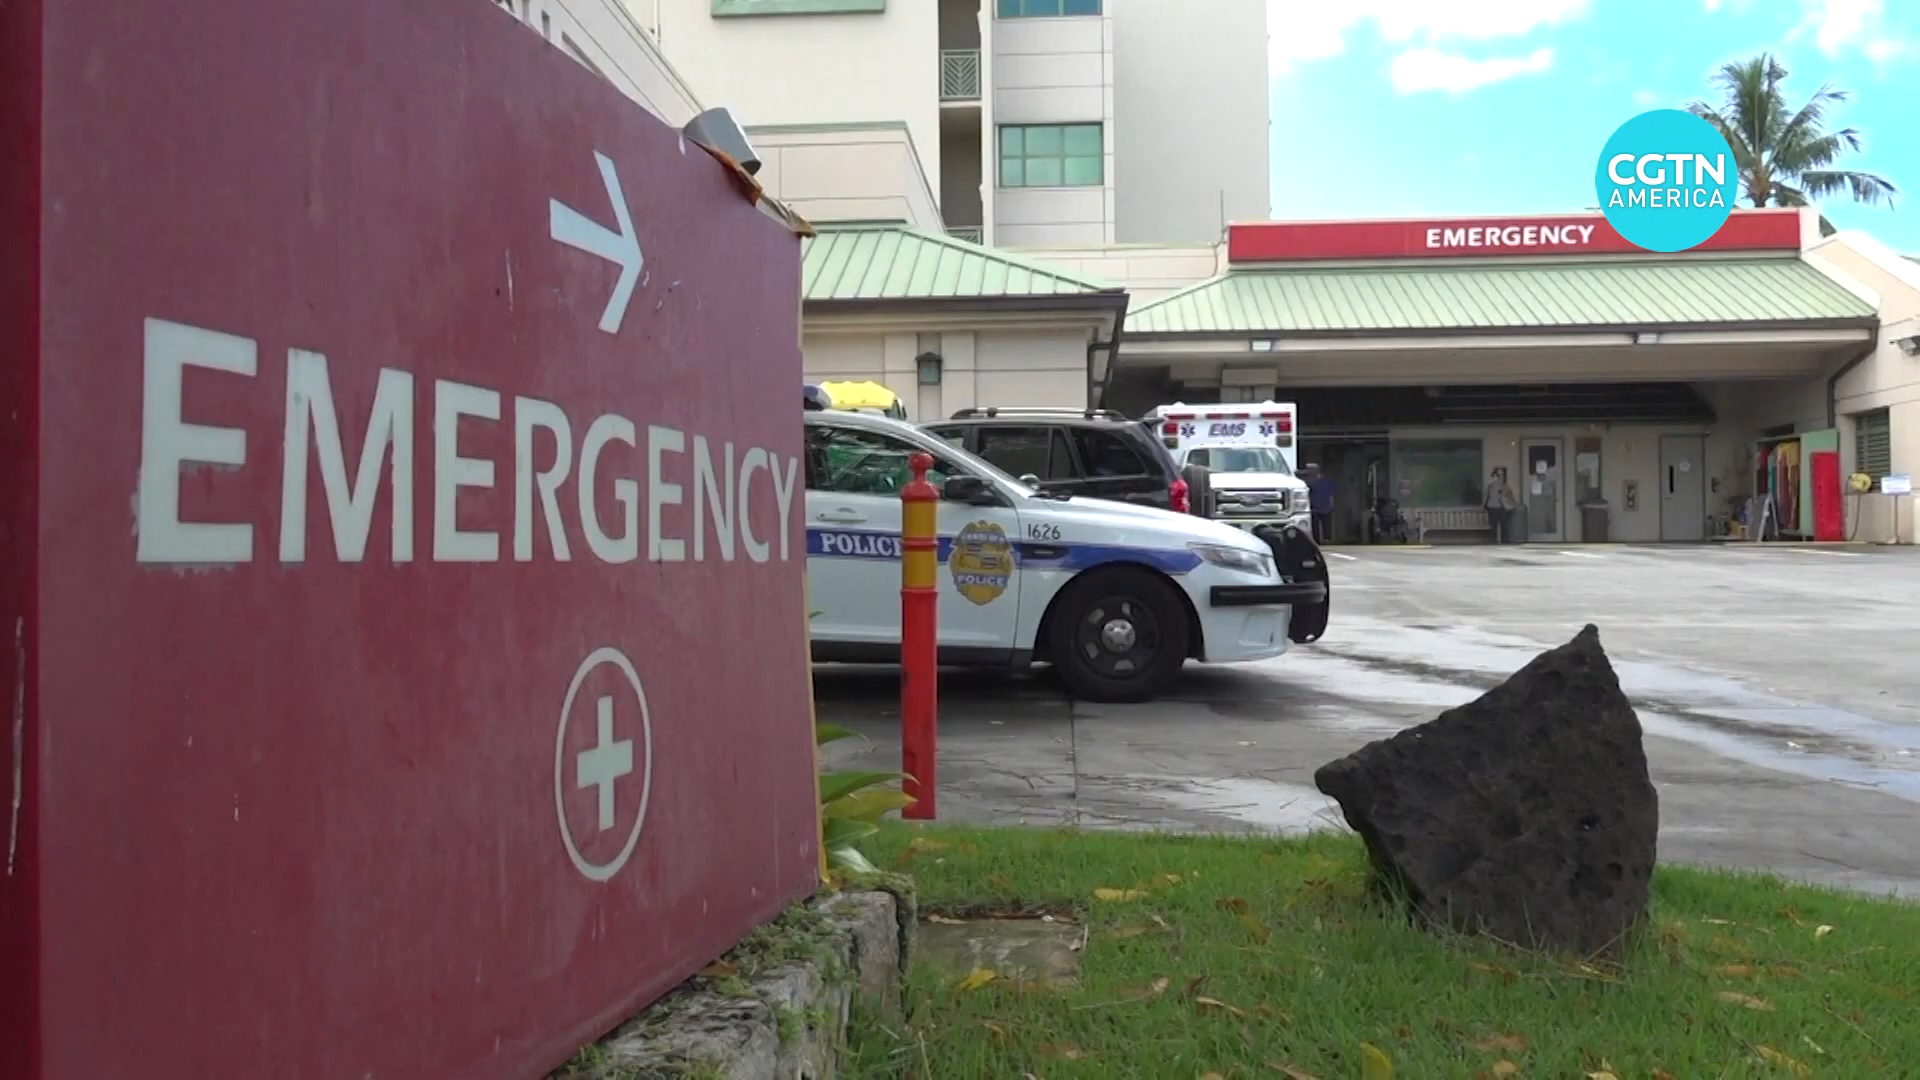 EMERGENCY
EMERGENCY
CGTN
AMERICA
EMS
POLICE
1626
POLICE